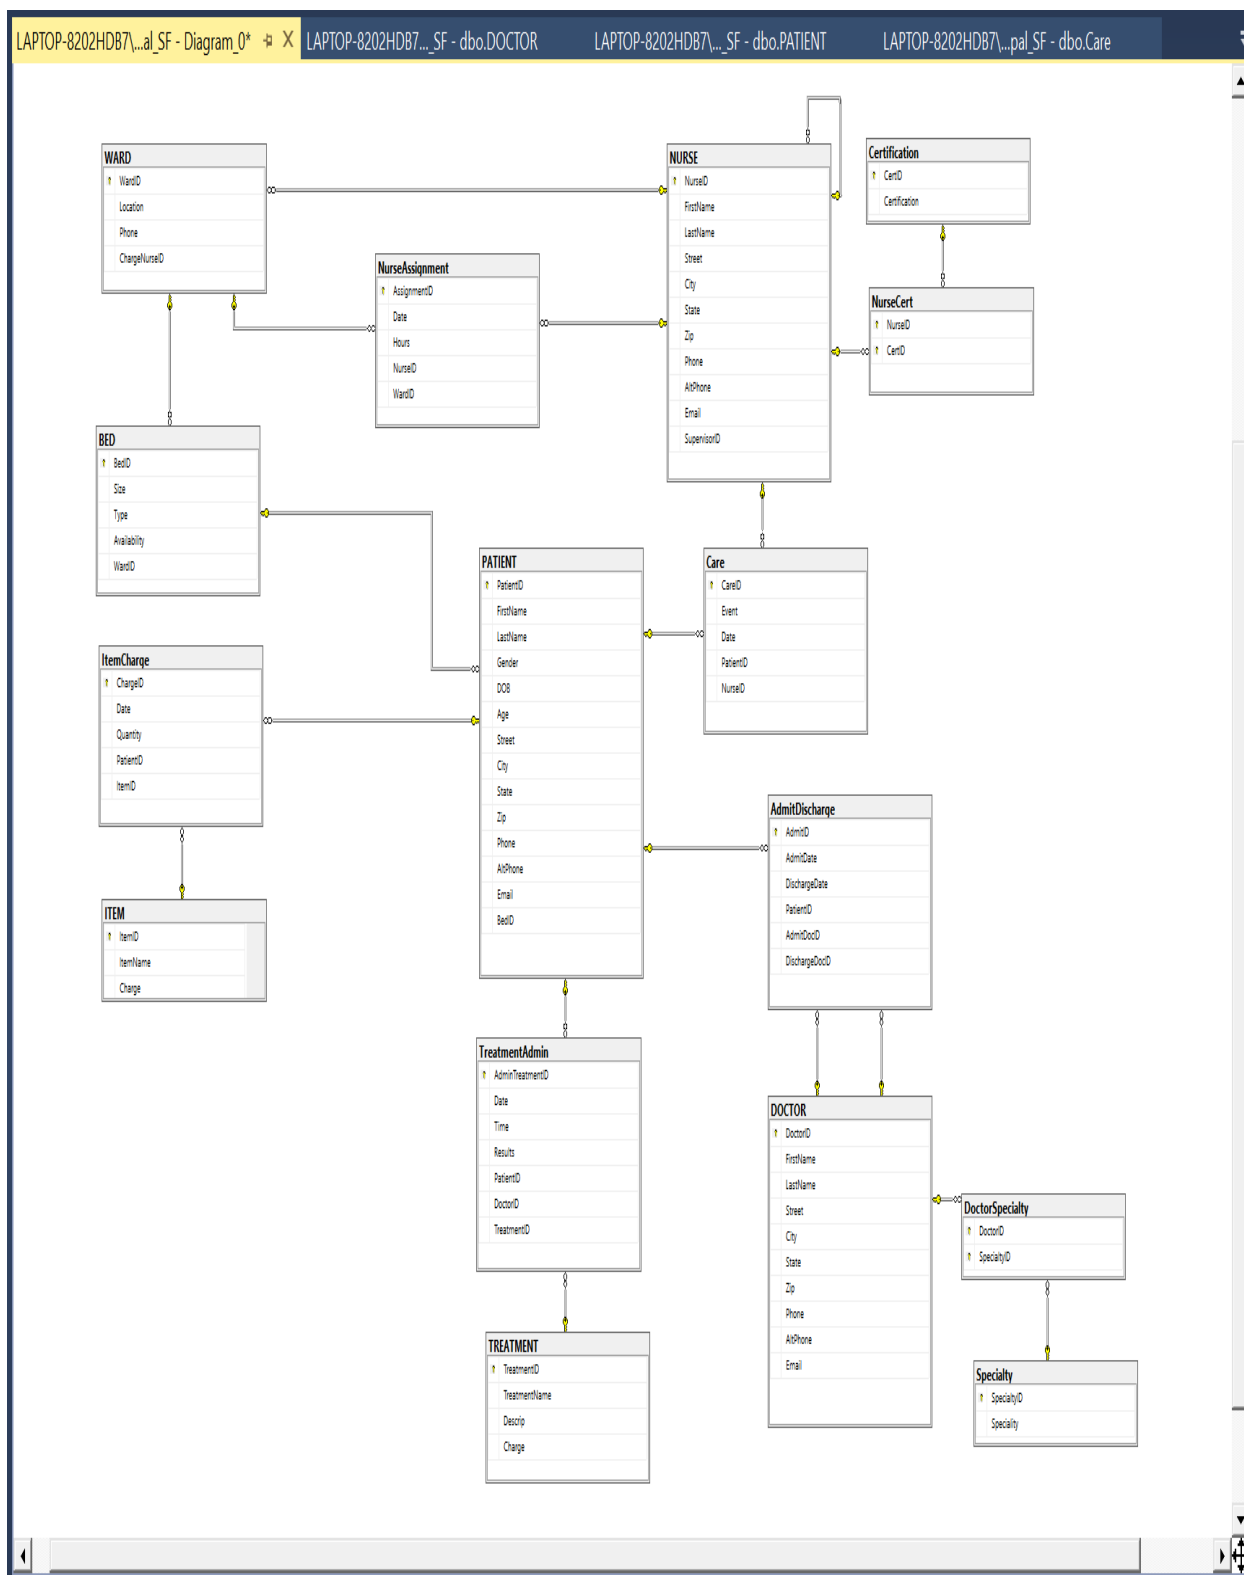 LAPTOP-8202HDB7\...al_SF - Diagram_0*
LAPTOP-8202HDB7..._SF - dbo.DOCTOR
LAPTOP-8202HDB7\..._SF - dbo.PATIENT
LAPTOP-8202HDB7\...pal_SF - dbo.Care
WARD
WardID
Location
Phone
ChargeNurseID
NURSE
NurseID
FirstName
LastName
Street
City
State
Zip
Phone
AltPhone
Email
SupervisorID
Certification
CertID
Certification
NurseAssignment
AssignmentID
Date
Hours
NurseID
WardID
NurseCert
NurseID
CertID
BED
BedID
Size
Type
Availability
WardID
PATIENT
PatientID
FirstName
LastName
Gender
DOB
Age
Street
City
State
Zip
Phone
AltPhone
Email
BedID
Care
CareID
Event
Date
PatientID
NurseID
ItemCharge
ChargeID
Date
Quantity
PatientID
ItemID
ITEM
ItemID
ItemName
Charge
AdmitDischarge
AdmitID
AdmitDate
DischargeDate
PatientID
AdmitDocID
DischargeDocID
TreatmentAdmin
AdminTreatmentID
Date
Time
Results
PatientID
DoctorID
TreatmentID
DOCTOR
DoctorID
FirstName
LastName
Street
City
State
Zip
Phone
AltPhone
Email
DoctorSpecialty
DoctorID
SpecialtyID
TREATMENT
TreatmentID
TreatmentName
Descrip
Charge
Specialty
SpecialtyID
Speciality